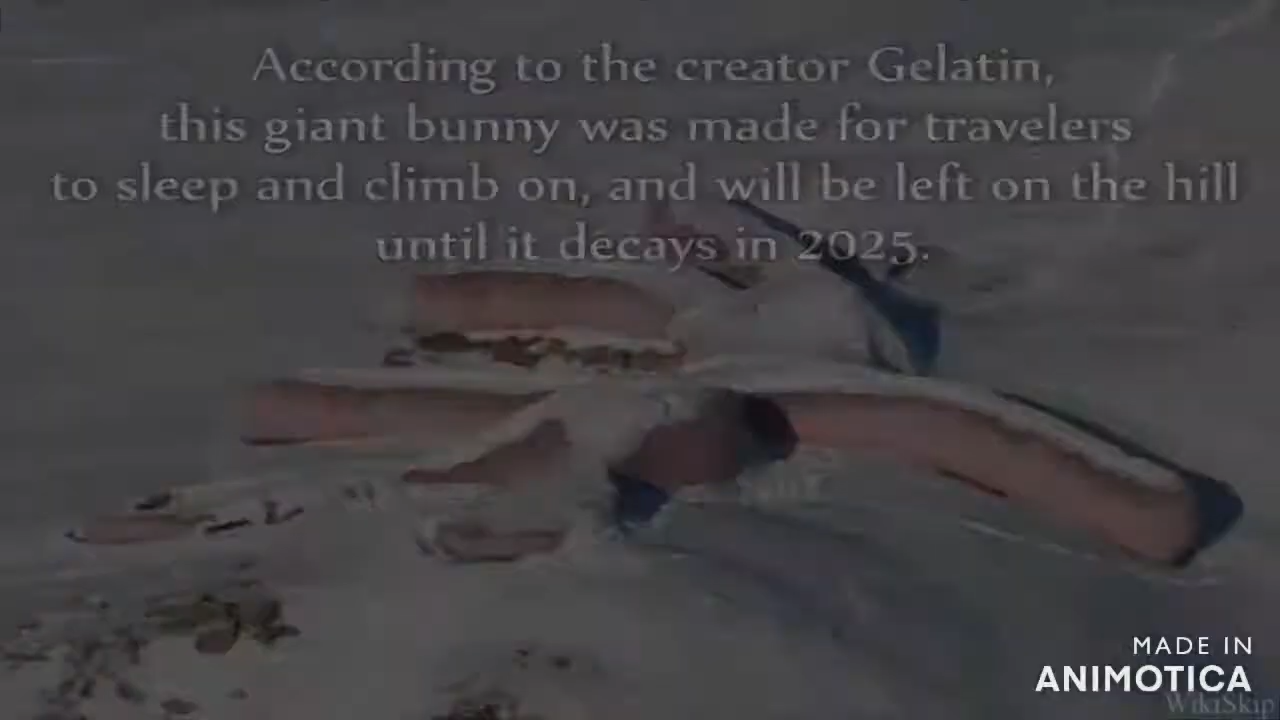 According to the creator Gelatin,
this giant bunny was made for travelers
to sleep and climb on, and will be left on the hill
until it decays in 2025.
MADE IN
ANIMOTICA
WikiSkip